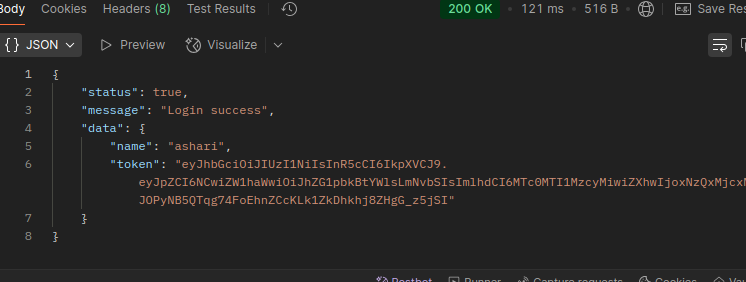 Body Cookies Headers (8) Test Results 200 OK 121 ms 516 B e.g. Save Res
{} JSON Preview Visualize
1 {
2 "status": true,
3 "message": "Login success",
4 "data": {
5 "name": "ashari",
6 "token": "eyJhbGciOiJIUzI1NiIsInR5cCI6IkpXVCJ9.
eyJpZCI6NCwiZW1haWwiOiJhZG1pbkBtYWlsLmNvbSIsImlhdCI6MTc0MTI1MzcyMiwiZXhwIjoxNzQxMjcxN
JOPyNB5QTqg74FoEhnZCcKLk1ZkDhkhj8ZHgG_z5jSI"
7 }
8 }
Postbot Runner Capture requests Cookies Vau